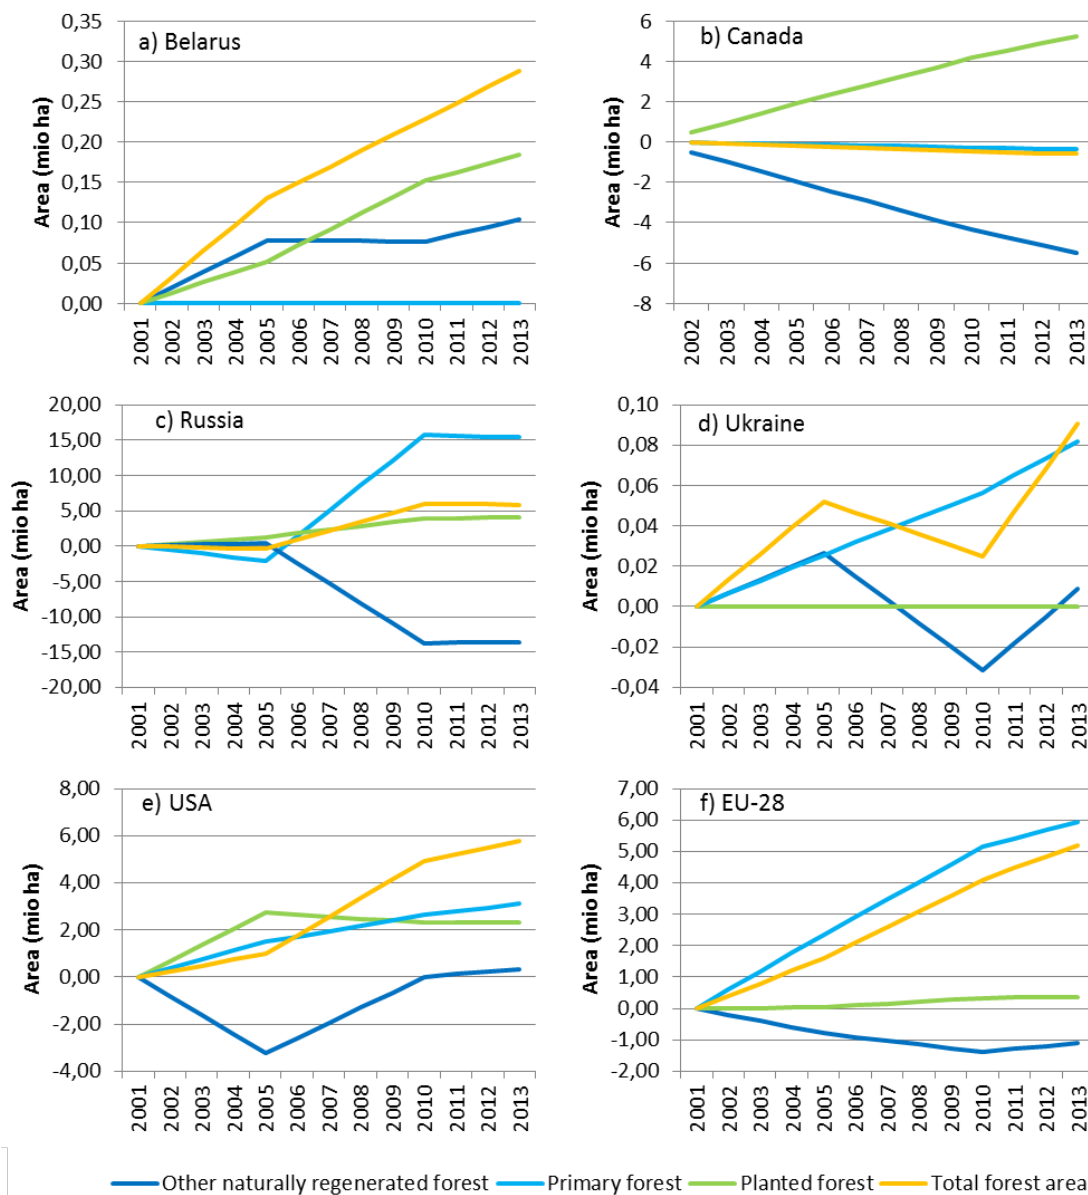 a) Belarus
Area (mio ha)
0,35
0,30
0,25
0,20
0,15
0,10
0,05
0,00
2001 2002 2003 2004 2005 2006 2007 2008 2009 2010 2011 2012 2013
b) Canada
Area (mio ha)
6
4
2
0
-2
-4
-6
-8
2002 2003 2004 2005 2006 2007 2008 2009 2010 2011 2012 2013
c) Russia
Area (mio ha)
20,00
15,00
10,00
5,00
0,00
-5,00
-10,00
-15,00
-20,00
2001 2002 2003 2004 2005 2006 2007 2008 2009 2010 2011 2012 2013
d) Ukraine
Area (mio ha)
0,10
0,08
0,06
0,04
0,02
0,00
-0,02
-0,04
2001 2002 2003 2004 2005 2006 2007 2008 2009 2010 2011 2012 2013
e) USA
Area (mio ha)
8,00
6,00
4,00
2,00
0,00
-2,00
-4,00
2001 2002 2003 2004 2005 2006 2007 2008 2009 2010 2011 2012 2013
f) EU-28
Area (mio ha)
7,00
6,00
5,00
4,00
3,00
2,00
1,00
0,00
-1,00
-2,00
2001 2002 2003 2004 2005 2006 2007 2008 2009 2010 2011 2012 2013
Other naturally regenerated forest Primary forest Planted forest Total forest area